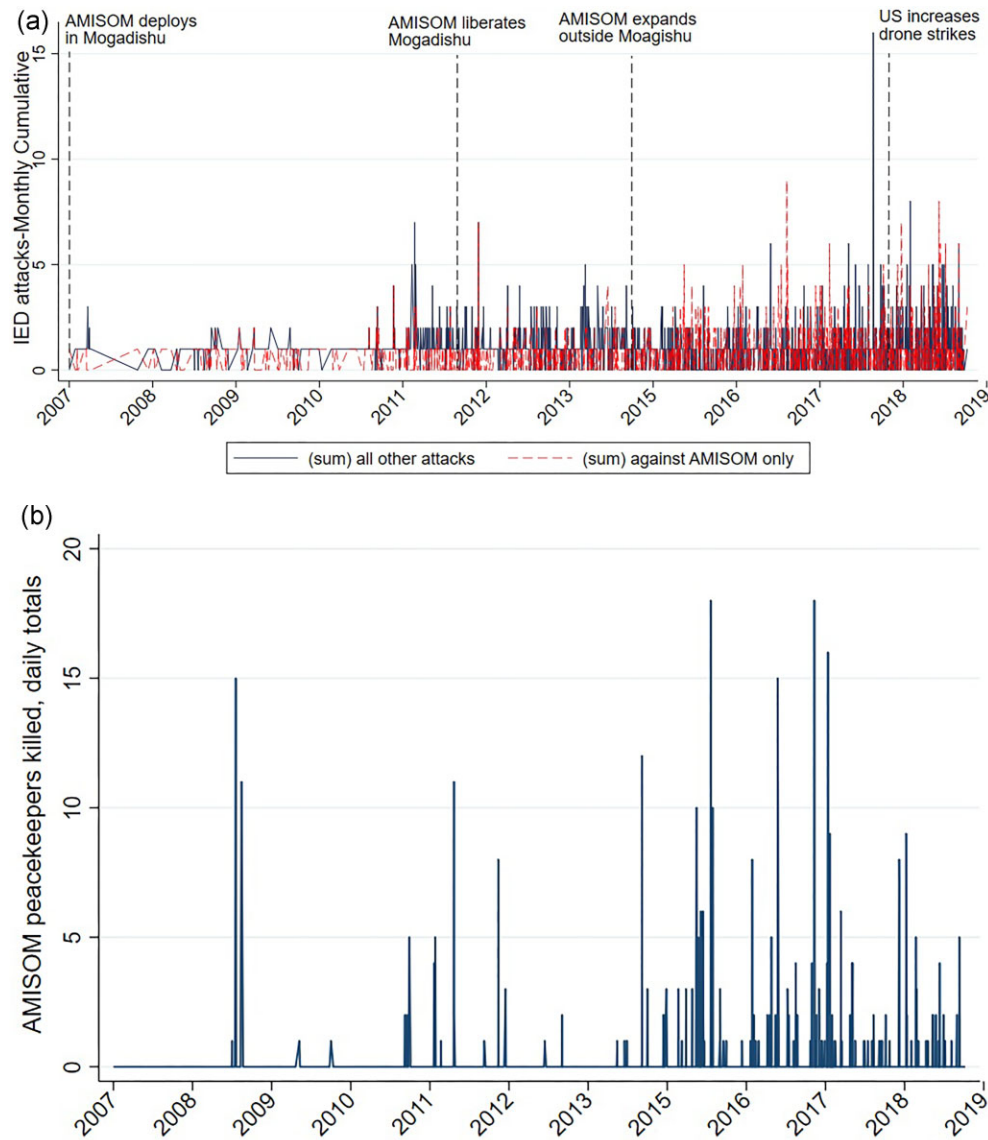 (a)
AMISOM deploys
in Mogadishu
AMISOM liberates
Mogadishu
AMISOM expands
outside Moagishu
US increases
drone strikes
IED attacks-Monthly Cumulative
15
10
5
0
2007
2008
2009
2010
2011
2012
2013
2015
2016
2017
2018
2019
(sum) all other attacks
(sum) against AMISOM only
(b)
AMISOM peacekeepers killed, daily totals
20
15
10
5
0
2007
2008
2009
2010
2011
2012
2013
2015
2016
2017
2018
2019